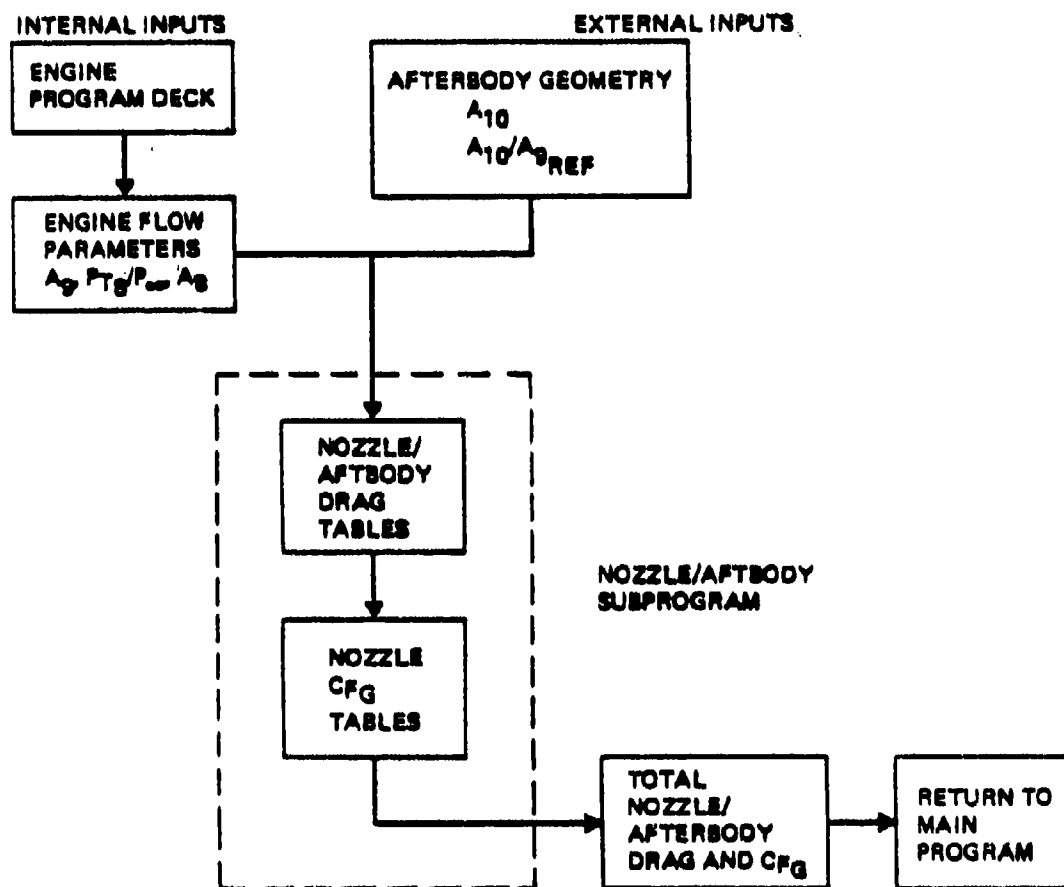 INTERNAL INPUTS
EXTERNAL INPUTS
ENGINE
PROGRAM DECK
AFTERBODY GEOMETRY
A10
A10/A9REF
ENGINE FLOW
PARAMETERS
A9, PT8/P∞, A8
NOZZLE/
AFTBODY
DRAG
TABLES
NOZZLE/AFTBODY
SUBPROGRAM
NOZZLE
CFG
TABLES
TOTAL
NOZZLE/
AFTERBODY
DRAG AND CFG
RETURN TO
MAIN
PROGRAM